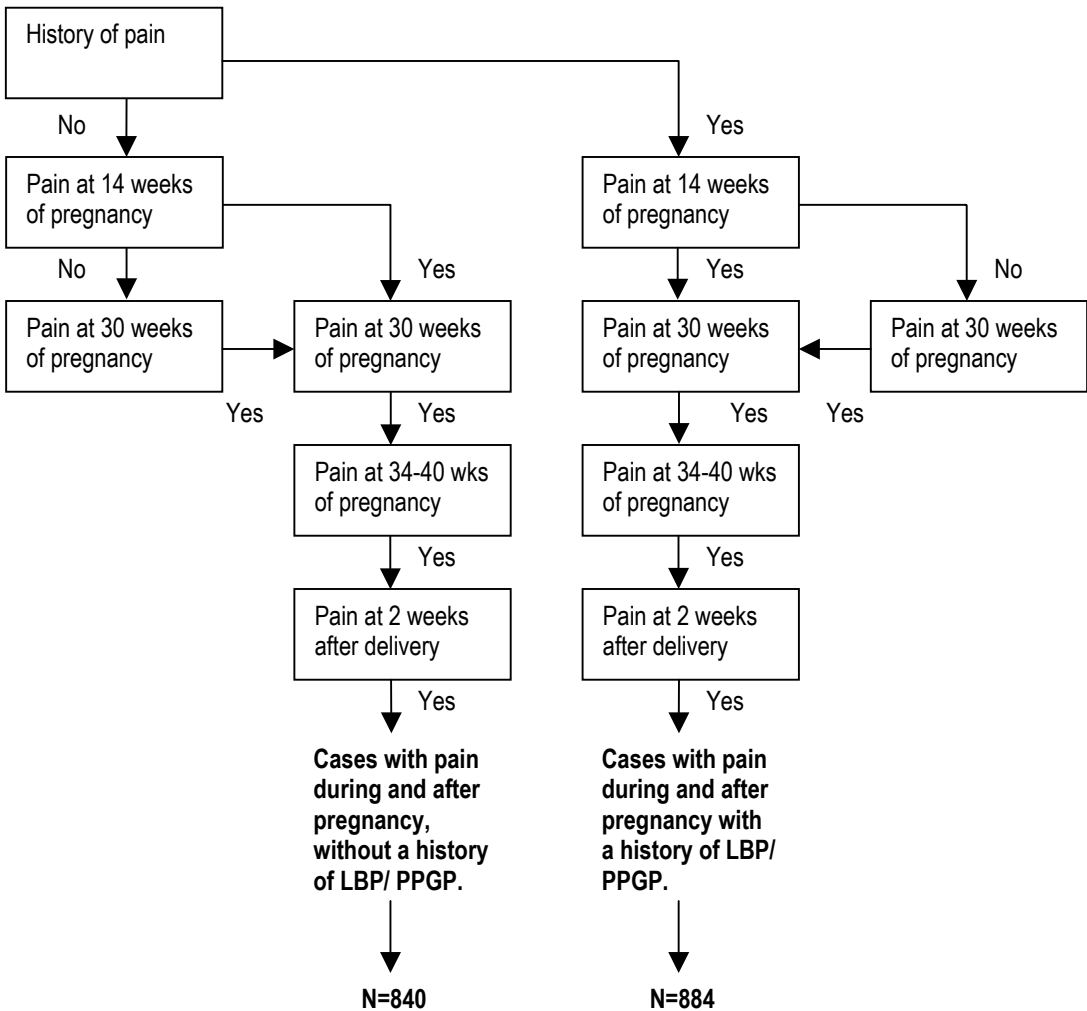 History of pain
No
Yes
Pain at 14 weeks
of pregnancy
Pain at 14 weeks
of pregnancy
No
Yes
Yes
No
Pain at 30 weeks
of pregnancy
Pain at 30 weeks
of pregnancy
Pain at 30 weeks
of pregnancy
Pain at 30 weeks
of pregnancy
Yes
Yes
Yes
Yes
Pain at 34-40 wks
of pregnancy
Pain at 34-40 wks
of pregnancy
Yes
Yes
Pain at 2 weeks
after delivery
Pain at 2 weeks
after delivery
Yes
Yes
Cases with pain
during and after
pregnancy,
without a history
of LBP/ PPGP.
Cases with pain
during and after
pregnancy with
a history of LBP/
PPGP.
N=840
N=884